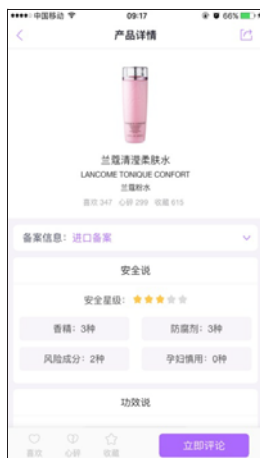 中国移动 09:17 66%
产品详情
兰蔻清滢柔肤水
LANCOME TONIQUE CONFORT
兰蔻粉水
喜欢 347 心碎 299 收藏 615
备案信息：进口备案
安全说
安全星级：
香精：3种 防腐剂：3种
风险成分：2种 孕妇慎用：0种
功效说
喜欢 心碎 收藏 立即评论